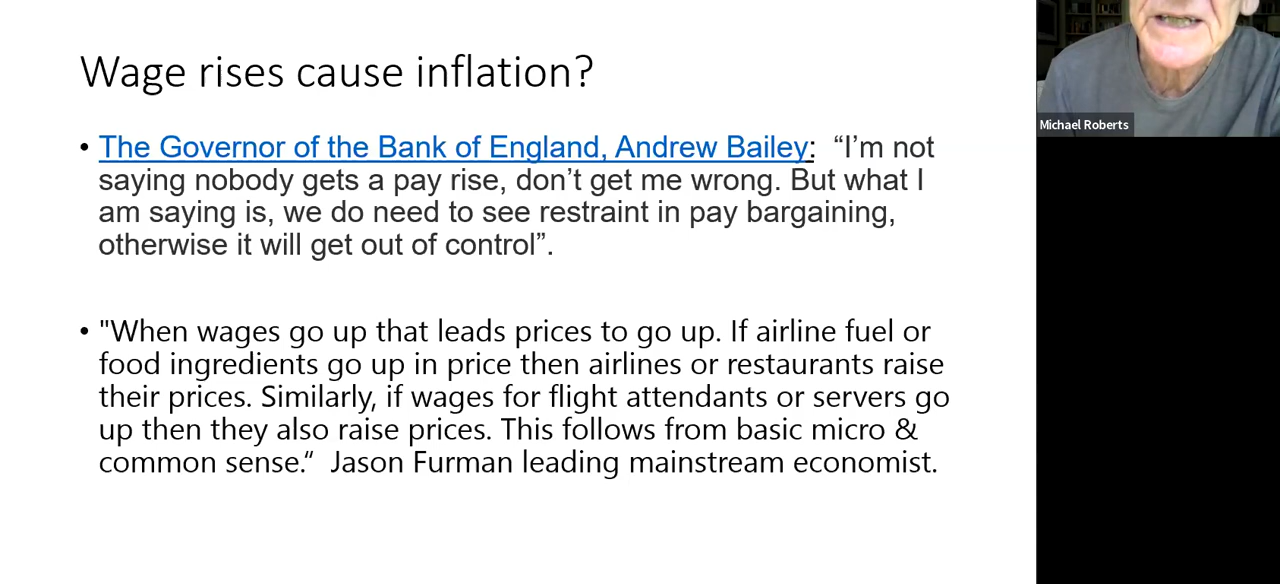 Wage rises cause inflation?
• The Governor of the Bank of England, Andrew Bailey: “I’m not
saying nobody gets a pay rise, don’t get me wrong. But what I
am saying is, we do need to see restraint in pay bargaining,
otherwise it will get out of control”.
• "When wages go up that leads prices to go up. If airline fuel or
food ingredients go up in price then airlines or restaurants raise
their prices. Similarly, if wages for flight attendants or servers go
up then they also raise prices. This follows from basic micro &
common sense.“ Jason Furman leading mainstream economist.
Michael Roberts